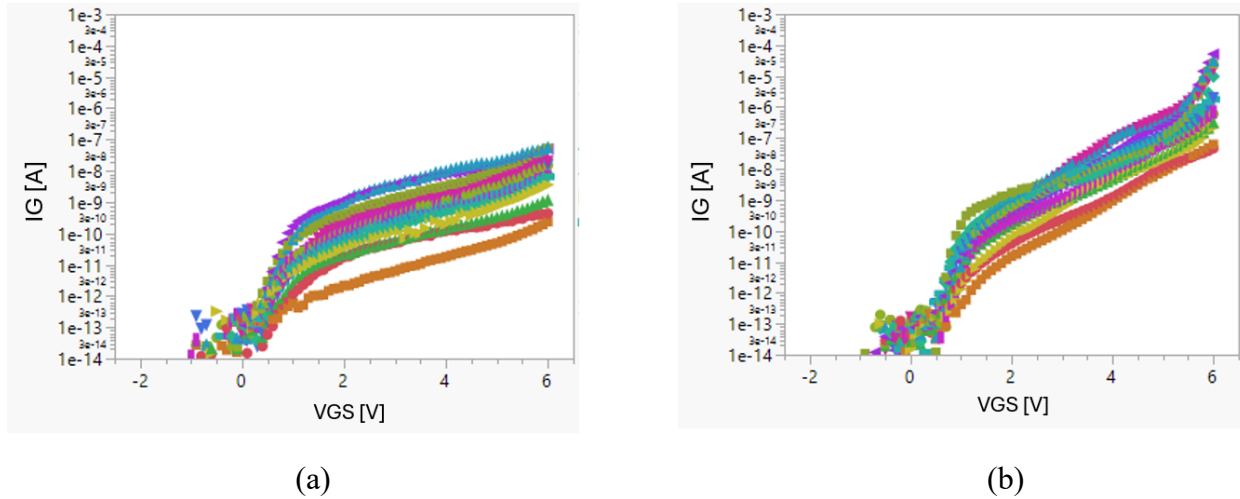 1e-3
3e-4
1e-4
3e-5
1e-5
3e-6
1e-6
3e-7
1e-7
3e-8
1e-8
3e-9
1e-9
3e-10
1e-10
3e-11
1e-11
3e-12
1e-12
3e-13
1e-13
3e-14
1e-14
IG [A]
-2 0 2 4 6
VGS [V]
(a)
1e-3
3e-4
1e-4
3e-5
1e-5
3e-6
1e-6
3e-7
1e-7
3e-8
1e-8
3e-9
1e-9
3e-10
1e-10
3e-11
1e-11
3e-12
1e-12
3e-13
1e-13
3e-14
1e-14
IG [A]
-2 0 2 4 6
VGS [V]
(b)